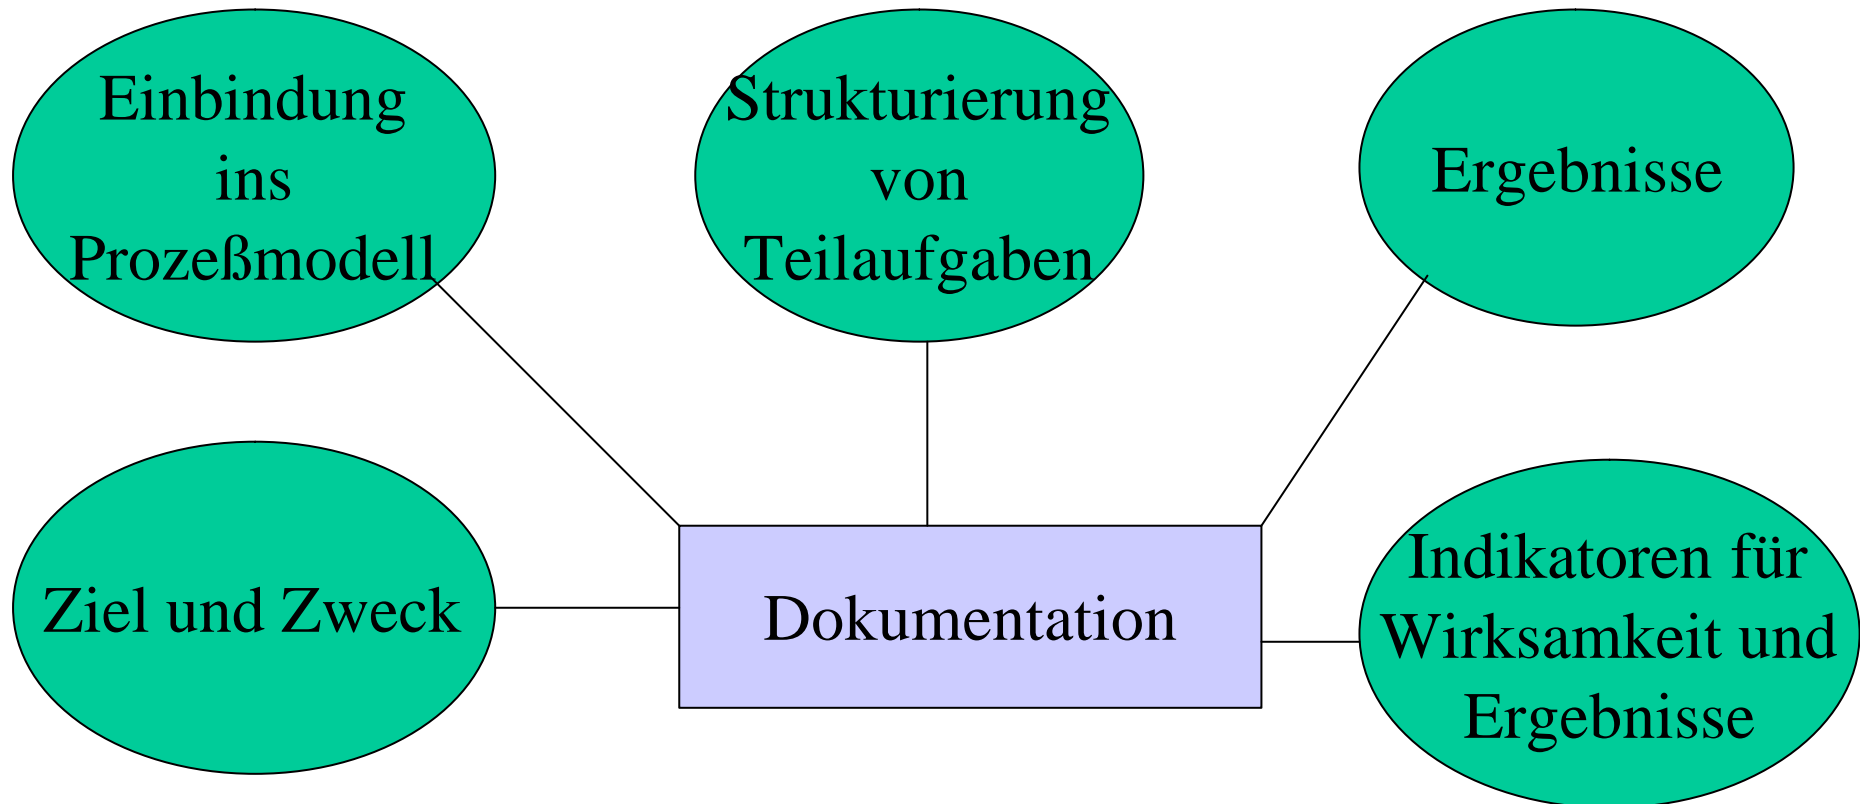 Einbindung
ins
Prozeßmodell
Strukturierung
von
Teilaufgaben
Ergebnisse
Ziel und Zweck
Dokumentation
Indikatoren für
Wirksamkeit und
Ergebnisse